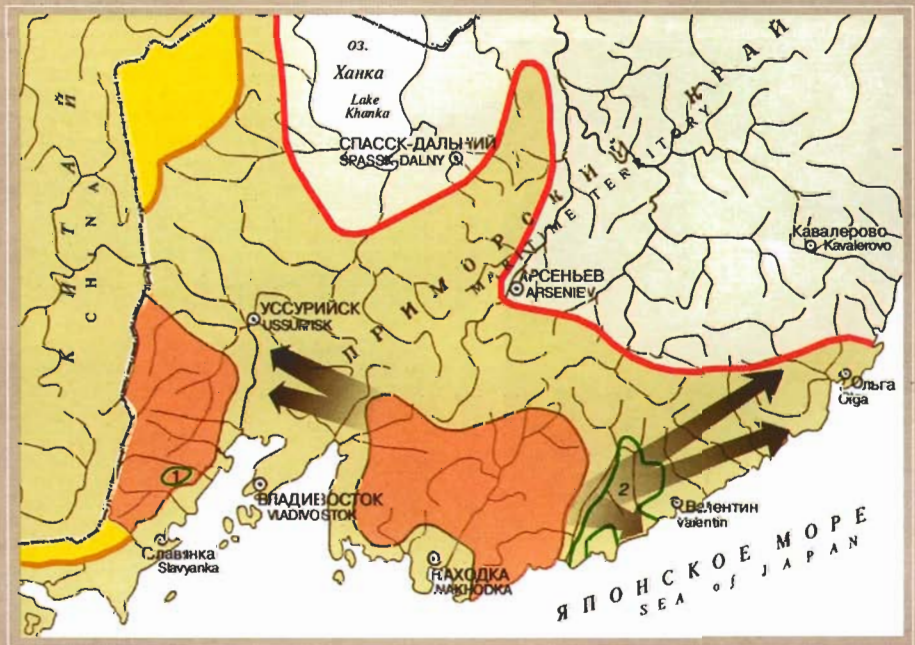 оз.
Ханка
Lake
Khanka
КИТАЙ
CHINA
СПАССК-ДАЛЬНИЙ
SPASSK-DALNY
ПРИМОРСКИЙ КРАЙ
MARITIME TERRITORY
Кавалерово
Kavalerovo
АРСЕНЬЕВ
ARSENIEV
УССУРИЙСК
USSURIISK
Ольга
Olga
1
2
ВЛАДИВОСТОК
VLADIVOSTOK
Валентин
Valentin
Славянка
Slavyanka
НАХОДКА
NAKHODKA
ЯПОНСКОЕ МОРЕ
SEA of JAPAN